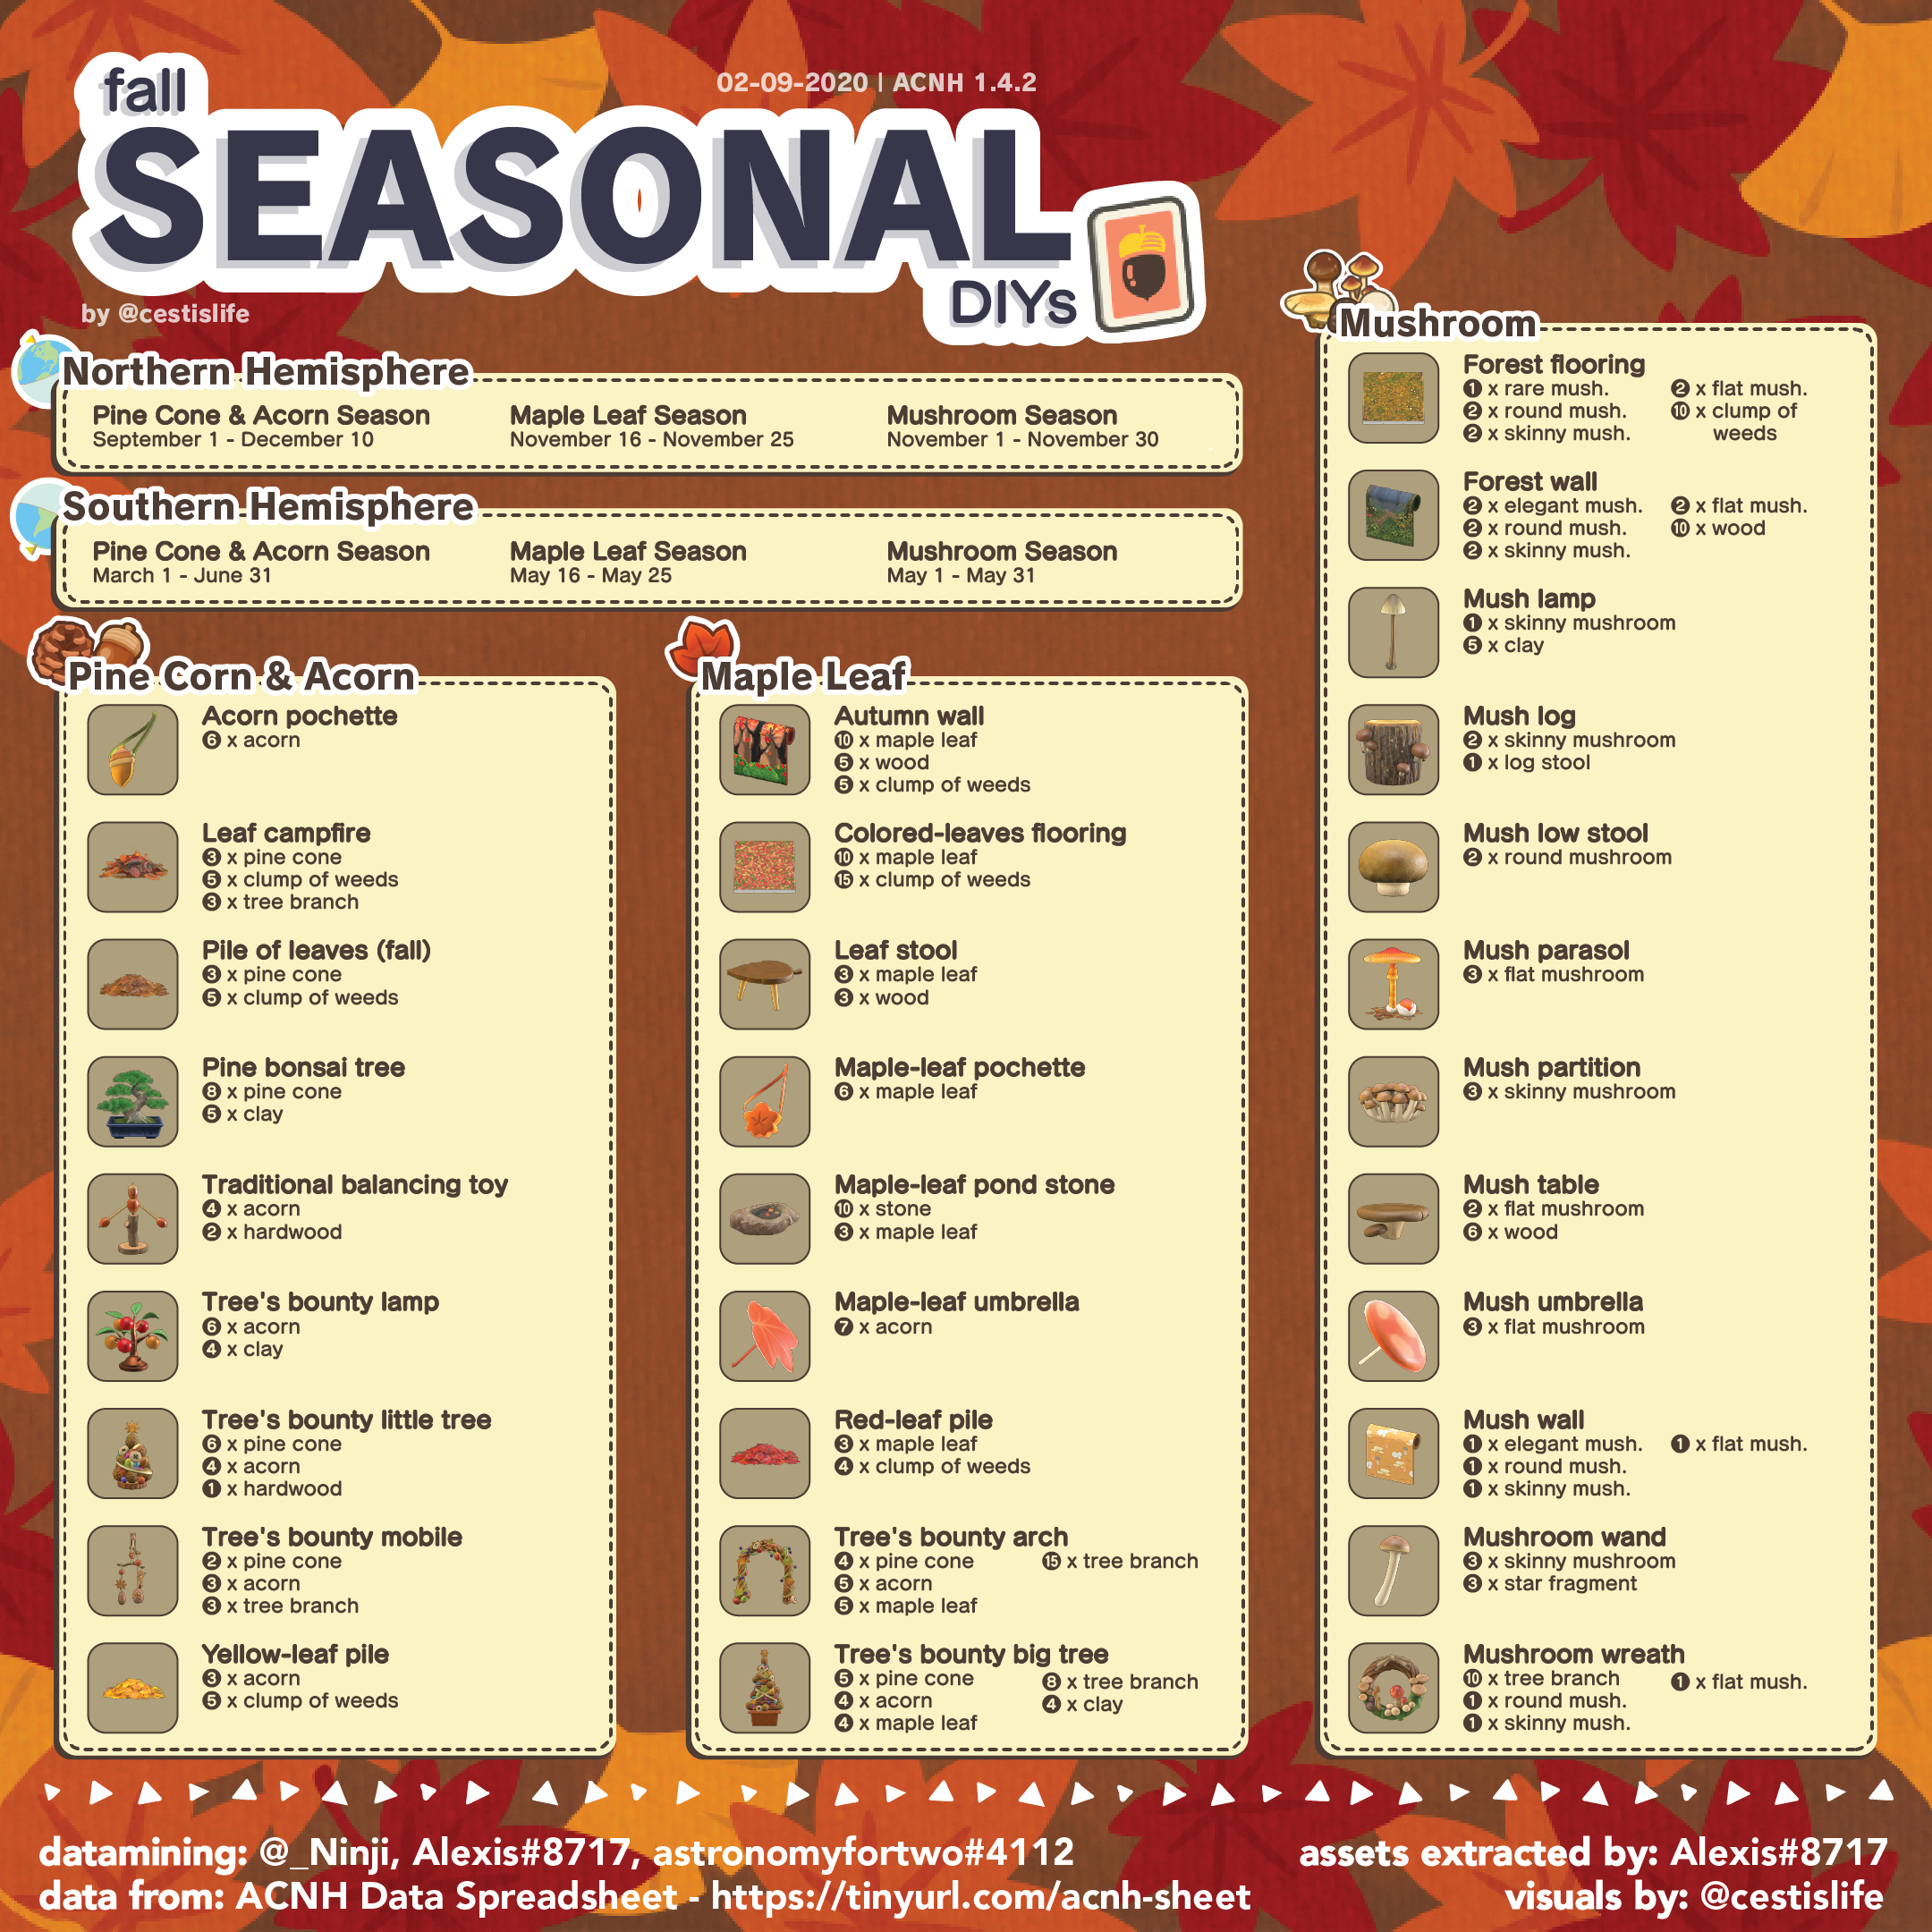 fall
02-09-2020 | ACNH 1.4.2
SEASONAL
DIYs
by @cestislife
Northern Hemisphere
Pine Cone & Acorn Season
September 1 - December 10
Maple Leaf Season
November 16 - November 25
Mushroom Season
November 1 - November 30
Southern Hemisphere
Pine Cone & Acorn Season
March 1 - June 31
Maple Leaf Season
May 16 - May 25
Mushroom Season
May 1 - May 31
Pine Corn & Acorn
Acorn pochette
6 x acorn
Leaf campfire
3 x pine cone
5 x clump of weeds
3 x tree branch
Pile of leaves (fall)
3 x pine cone
5 x clump of weeds
Pine bonsai tree
8 x pine cone
5 x clay
Traditional balancing toy
4 x acorn
2 x hardwood
Tree's bounty lamp
6 x acorn
4 x clay
Tree's bounty little tree
6 x pine cone
4 x acorn
1 x hardwood
Tree's bounty mobile
2 x pine cone
3 x acorn
3 x tree branch
Yellow-leaf pile
3 x acorn
5 x clump of weeds
Maple Leaf
Autumn wall
10 x maple leaf
5 x wood
5 x clump of weeds
Colored-leaves flooring
10 x maple leaf
15 x clump of weeds
Leaf stool
3 x maple leaf
3 x wood
Maple-leaf pochette
6 x maple leaf
Maple-leaf pond stone
10 x stone
3 x maple leaf
Maple-leaf umbrella
7 x acorn
Red-leaf pile
3 x maple leaf
4 x clump of weeds
Tree's bounty arch
4 x pine cone
5 x acorn
5 x maple leaf
15 x tree branch
Tree's bounty big tree
5 x pine cone
4 x acorn
4 x maple leaf
8 x tree branch
4 x clay
Mushroom
Forest flooring
1 x rare mush.
2 x round mush.
2 x skinny mush.
2 x flat mush.
10 x clump of
weeds
Forest wall
2 x elegant mush.
2 x round mush.
2 x skinny mush.
2 x flat mush.
10 x wood
Mush lamp
1 x skinny mushroom
5 x clay
Mush log
2 x skinny mushroom
1 x log stool
Mush low stool
2 x round mushroom
Mush parasol
3 x flat mushroom
Mush partition
3 x skinny mushroom
Mush table
2 x flat mushroom
6 x wood
Mush umbrella
3 x flat mushroom
Mush wall
1 x elegant mush.
1 x round mush.
1 x skinny mush.
1 x flat mush.
Mushroom wand
3 x skinny mushroom
3 x star fragment
Mushroom wreath
10 x tree branch
1 x round mush.
1 x skinny mush.
1 x flat mush.
datamining: @_Ninji, Alexis#8717, astronomyfortwo#4112
data from: ACNH Data Spreadsheet - https://tinyurl.com/acnh-sheet
assets extracted by: Alexis#8717
visuals by: @cestislife